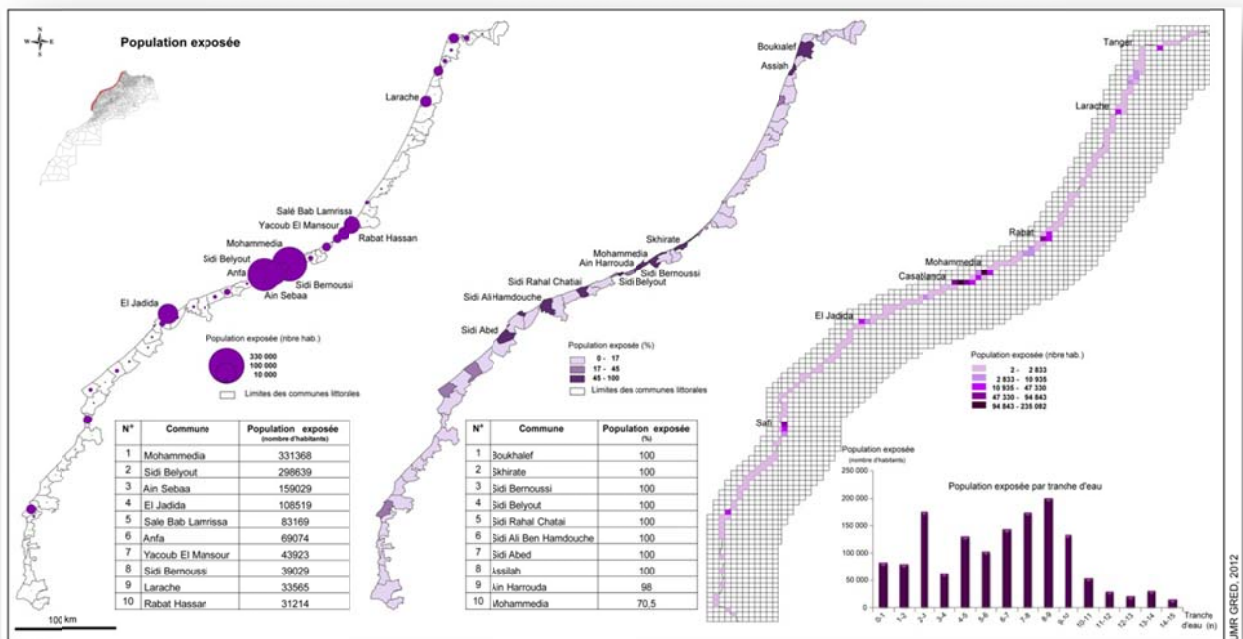 N
W E
S
Population exposée
Larache
Salé Bab Lamrissa
Yacoub El Mansour
Rabat Hassan
Mohammedia
Sidi Belyout
Anfa
Sidi Bernoussi
Ain Sebaa
El Jadida
Population exposée (nbre hab.)
330 000
100 000
10 000
Limites des communes littorales
N° Commune Population exposée
(nombre d'habitants)
1 Mohammedia 331368
2 Sidi Belyout 298639
3 Ain Sebaa 159029
4 El Jadida 108519
5 Sale Bab Lamrissa 83169
6 Anfa 69074
7 Yacoub El Mansour 43923
8 Sidi Bernoussi 39029
9 Larache 33565
10 Rabat Hassar 31214
100 km
Boukalef
Assilah
Skhirate
Mohammedia
Ain Harrouda
Sidi Bernoussi
Sidi Belyout
Sidi Rahal Chatiai
Sidi Ali Hamdouche
Sidi Abed
Population exposée (%)
0 - 17
17 - 45
45 - 100
Limites des communes littorales
N° Commune Population exposée
(%)
1 Boukhalef 100
2 Skhirate 100
3 Sidi Bernoussi 100
4 Sidi Belyout 100
5 Sidi Rahal Chatai 100
6 Sidi Ali Ben Hamdouche 100
7 Sidi Abed 100
8 Assilah 100
9 Ain Harrouda 98
10 Mohammedia 70,5
Tanger
Larache
Rabat
Mohammedia
Casablanca
El Jadida
Safi
Population exposée (nbre hab.)
2 - 2 833
2 833 - 10 935
10 935 - 47 330
47 330 - 94 843
94 843 - 236 082
Population exposée
(nombre d'habitants)
Population exposée par tranche d'eau
250 000
200 000
150 000
100 000
50 000
0
0-1 1-2 2-3 3-4 4-5 5-6 6-7 7-8 8-9 9-10 10-11 11-12 12-13 13-14 14-15
Tranche
d'eau (m)
UMR GRED, 2012